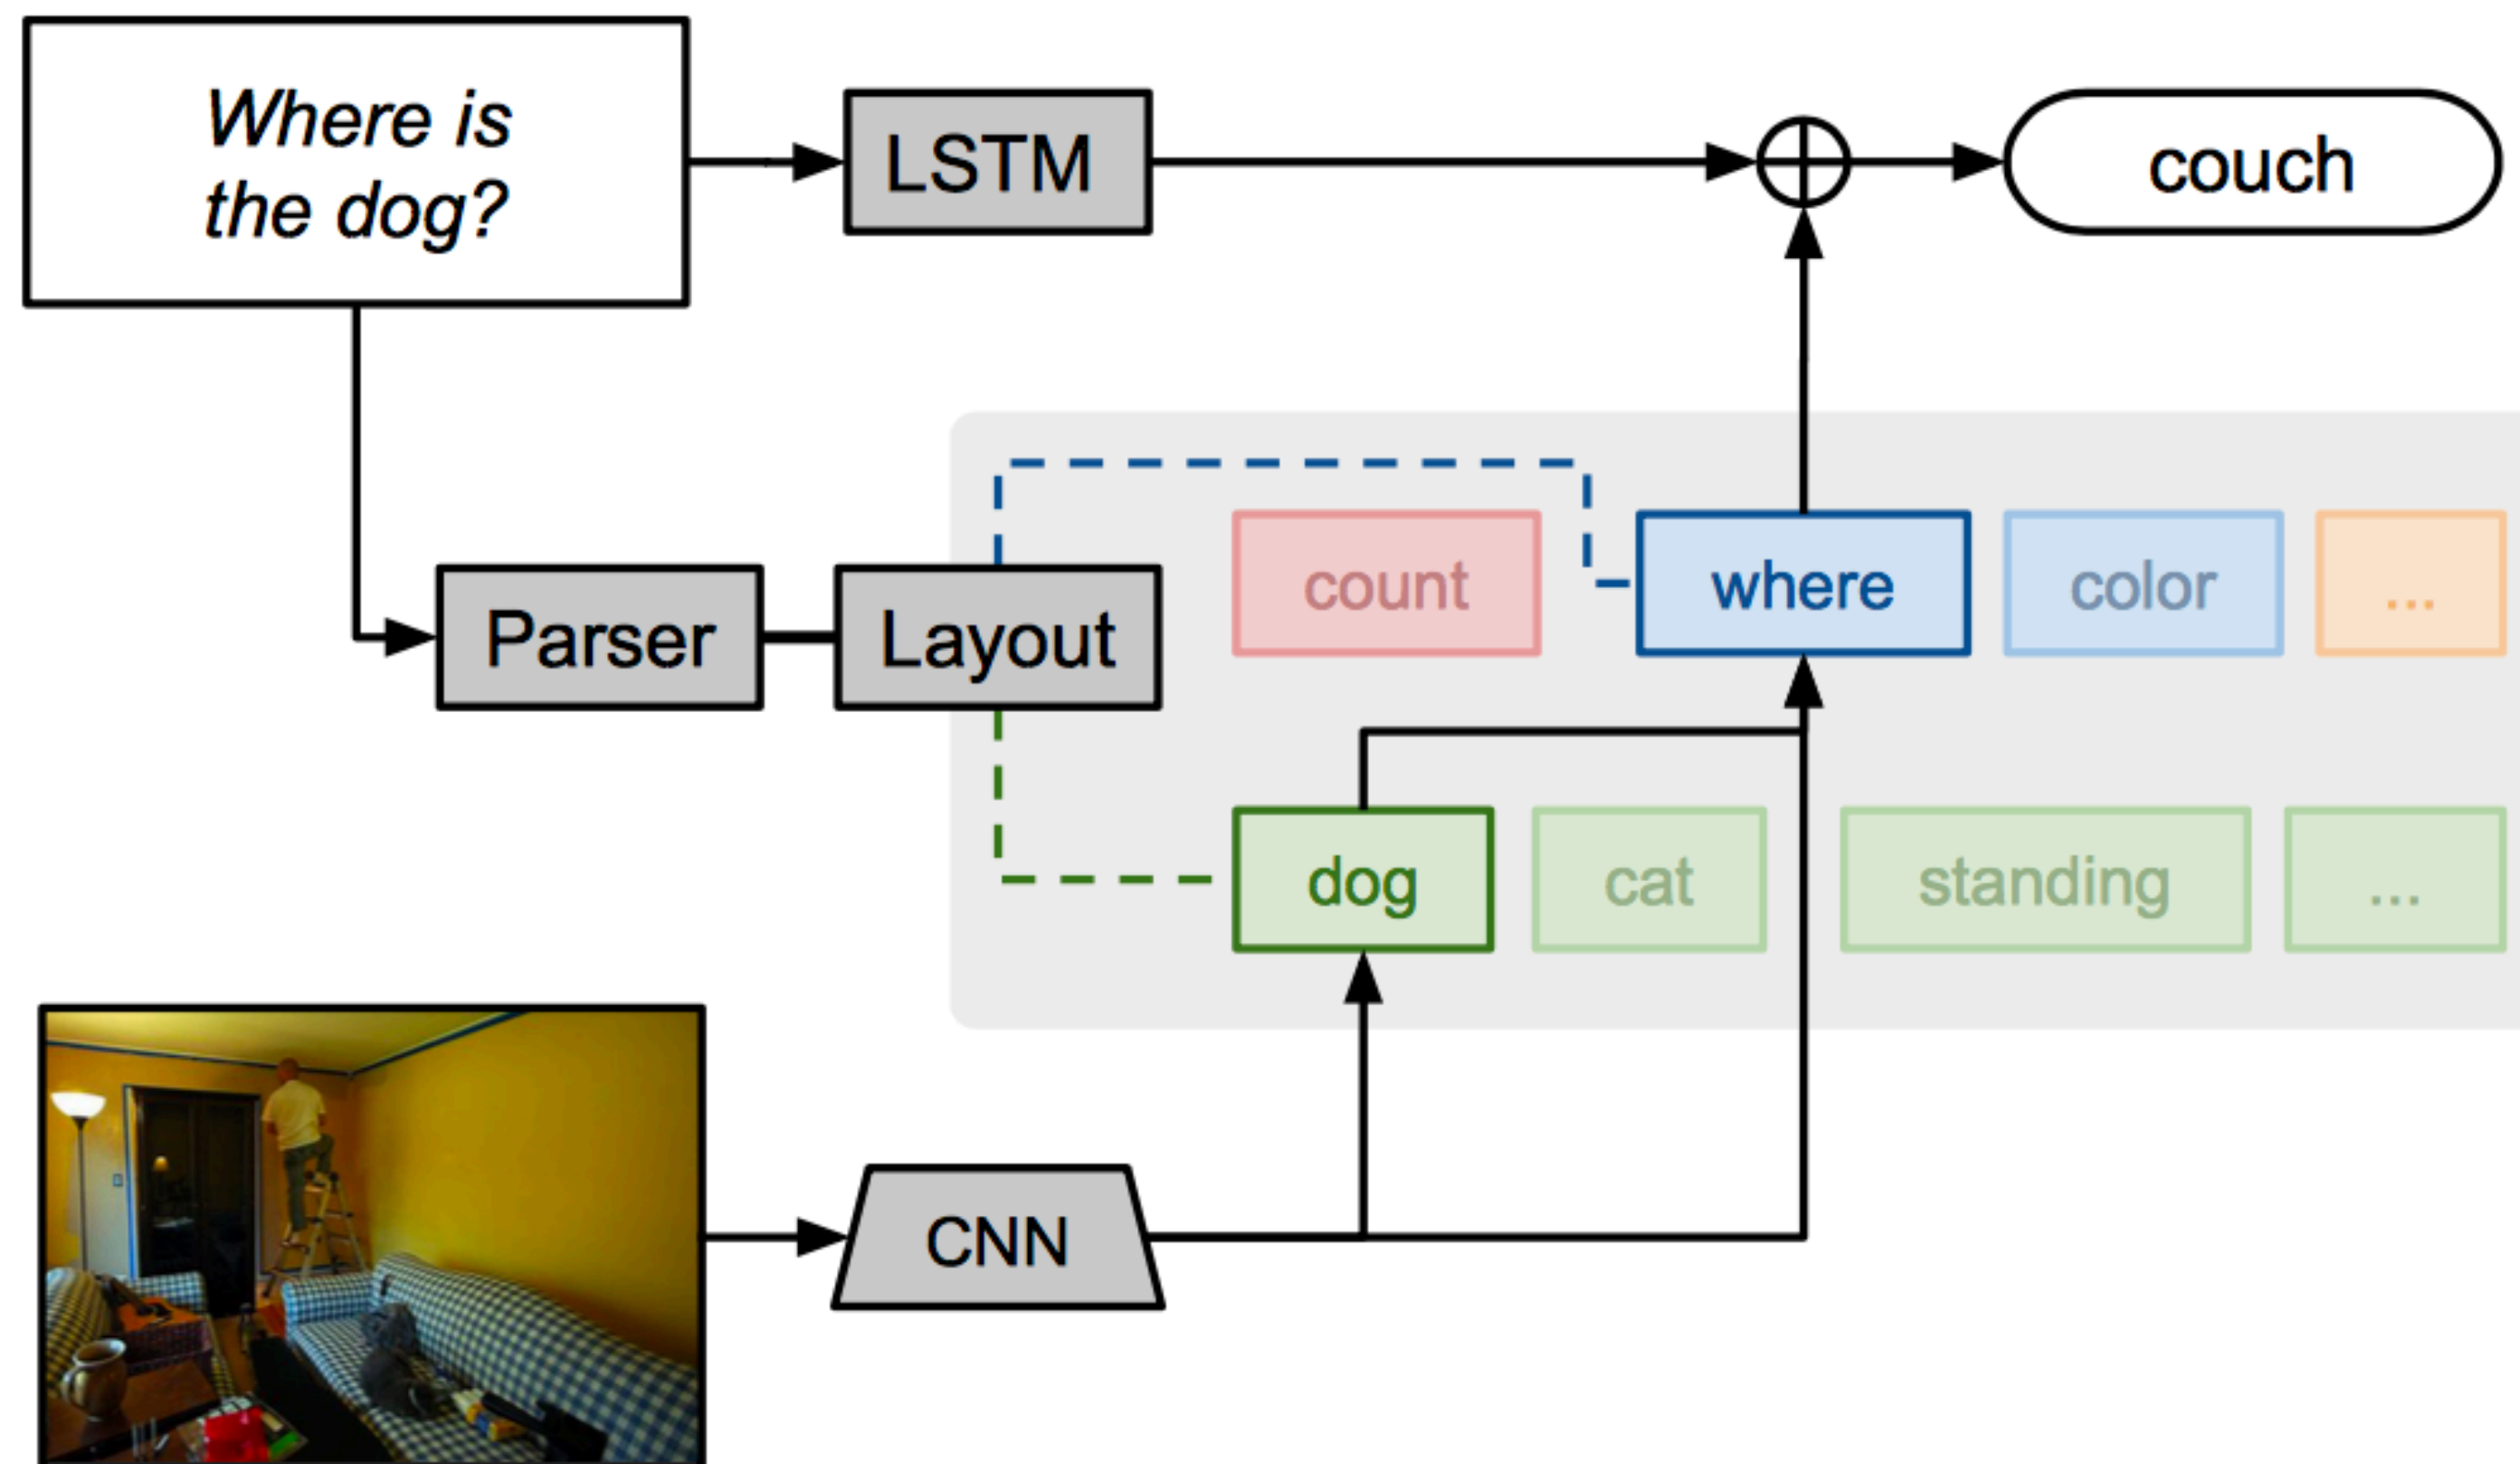 Where is
the dog?
LSTM
couch
count
where
color
...
Parser
Layout
dog
cat
standing
...
CNN